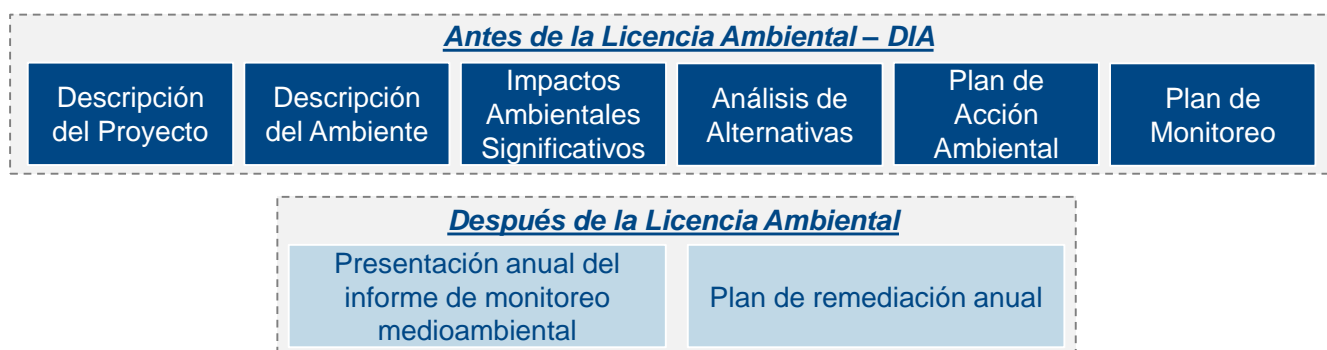 Antes de la Licencia Ambiental – DIA
Descripción
del Proyecto
Descripción
del Ambiente
Impactos
Ambientales
Significativos
Análisis de
Alternativas
Plan de
Acción
Ambiental
Plan de
Monitoreo
Después de la Licencia Ambiental
Presentación anual del
informe de monitoreo
medioambiental
Plan de remediación anual